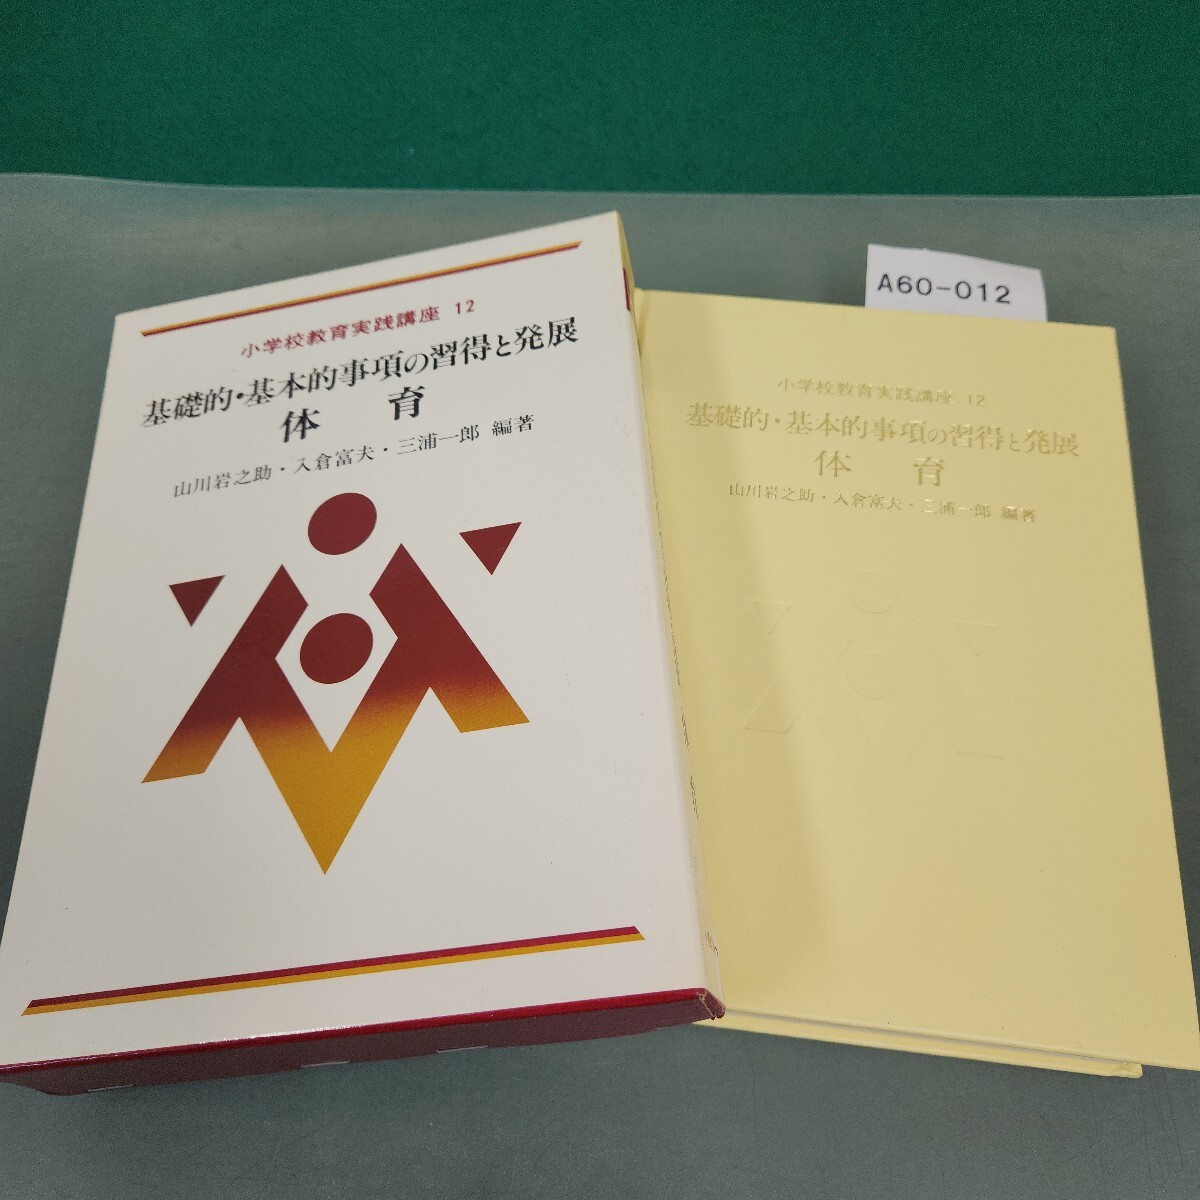 小学校教育実践講座 12
基礎的・基本的事項の習得と発展
体 育
山川岩之助・入倉富夫・三浦一郎 編著
A60-012
小学校教育実践講座 12
基礎的・基本的事項の習得と発展
体 育
山川岩之助・入倉富夫・三浦一郎 編著